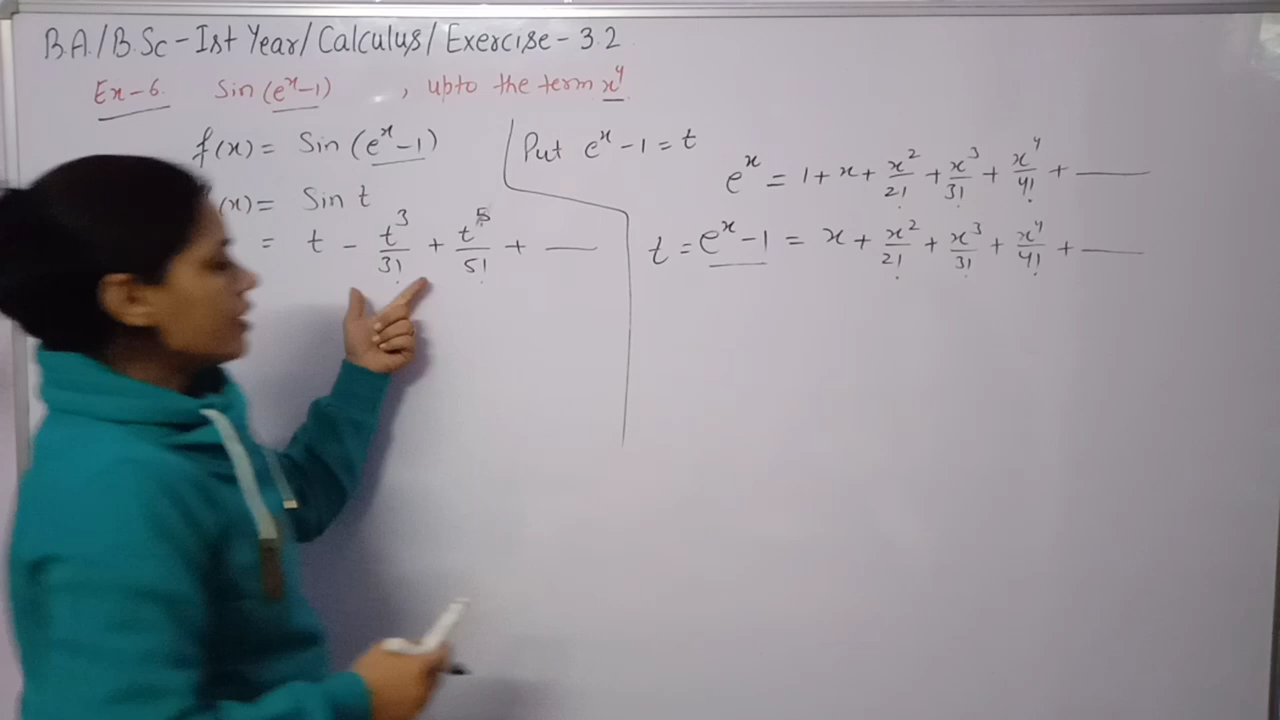 B.A./B.Sc - Ist Year/Calculus/Exercise - 3.2
Ex-6. Sin(e^x-1) , upto the term x^4
f(x) = Sin(e^x-1)
(x) = Sin t
= t - t^3/3! + t^5/5! + ——
Put e^x - 1 = t
e^x = 1 + x + x^2/2! + x^3/3! + x^4/4! + ——
t = e^x - 1 = x + x^2/2! + x^3/3! + x^4/4! + ——